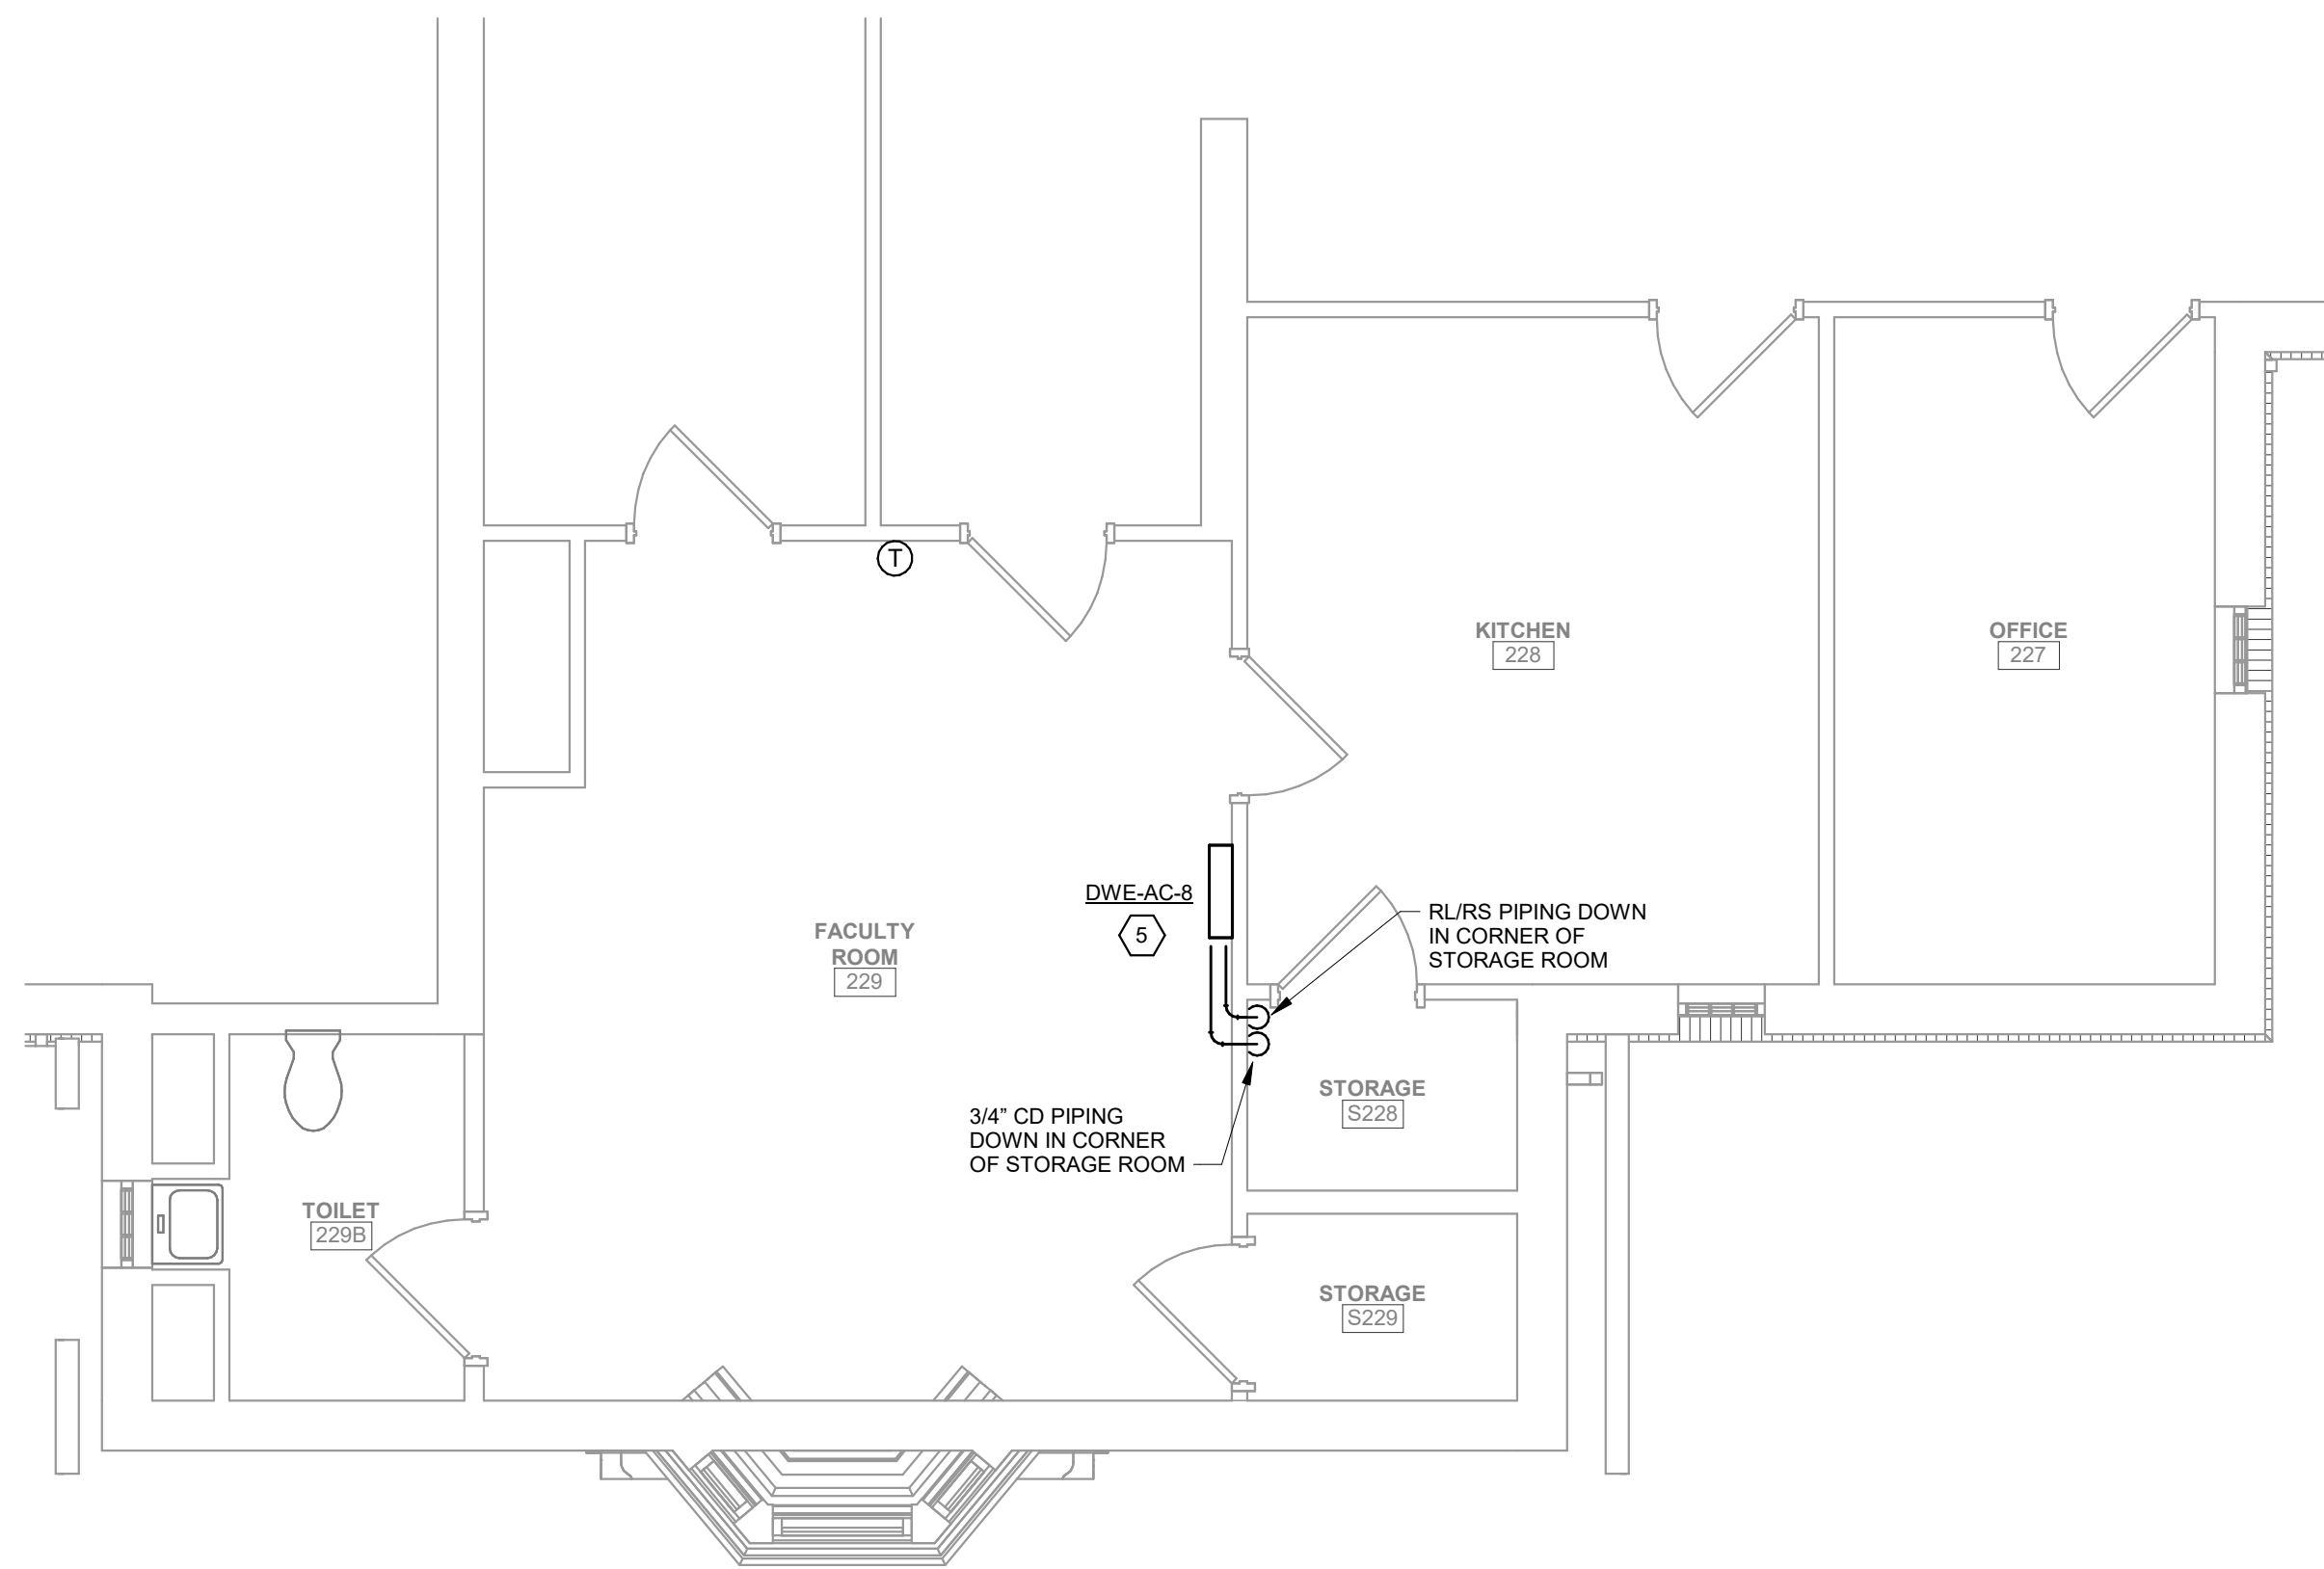 T
KITCHEN
228
OFFICE
227
DWE-AC-8
5
RL/RS PIPING DOWN
IN CORNER OF
STORAGE ROOM
FACULTY
ROOM
229
STORAGE
S228
3/4” CD PIPING
DOWN IN CORNER
OF STORAGE ROOM
TOILET
229B
STORAGE
S229